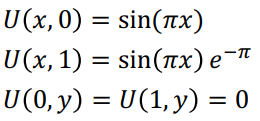 U(x, 0) = sin(πx)
U(x, 1) = sin(πx) e^{−π}
U(0, y) = U(1, y) = 0